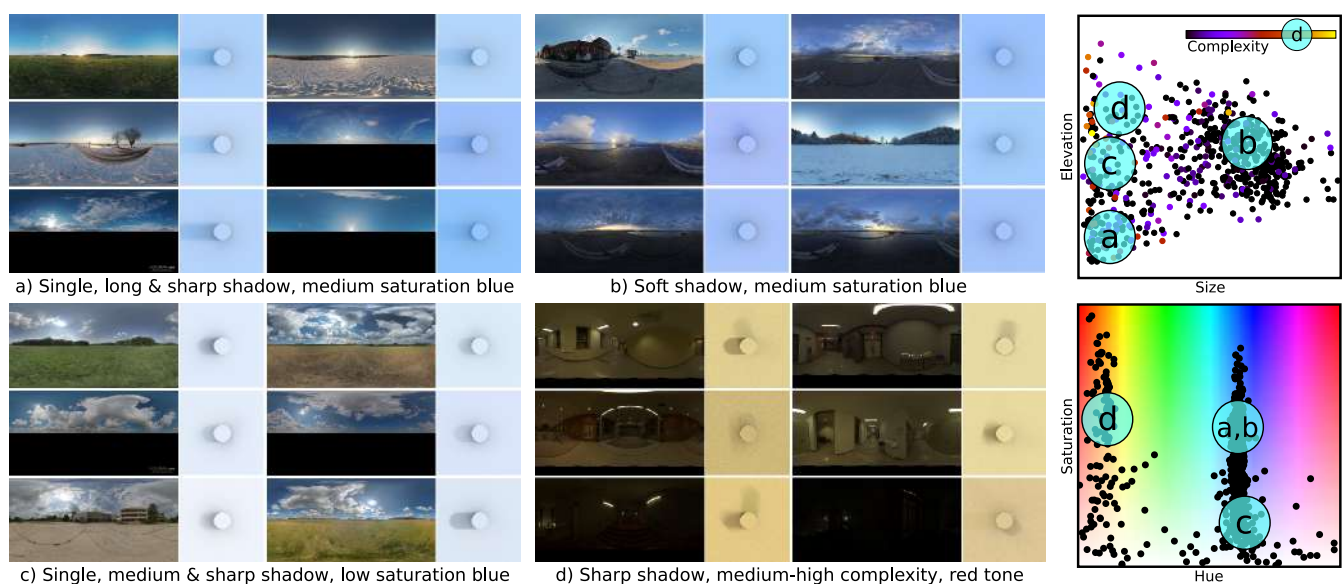 a) Single, long & sharp shadow, medium saturation blue
b) Soft shadow, medium saturation blue
c) Single, medium & sharp shadow, low saturation blue
d) Sharp shadow, medium-high complexity, red tone
Complexity
d
d
c
b
a
Elevation
Size
d
a,b
c
Saturation
Hue